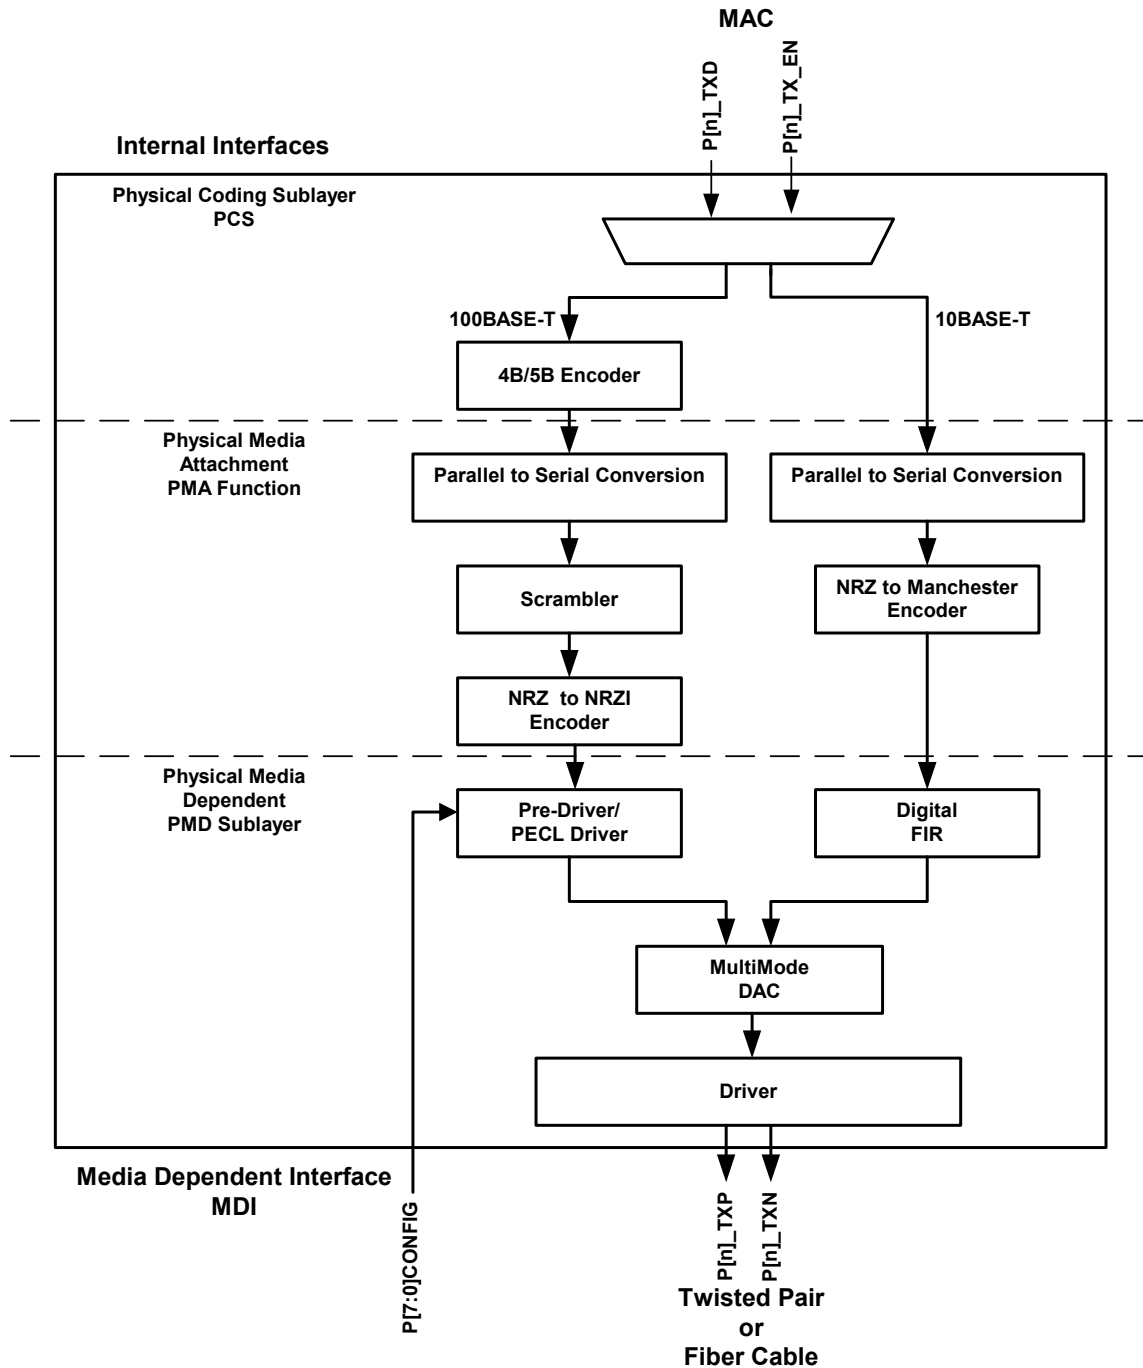 MAC
P[n]_TXD
P[n]_TX_EN
Internal Interfaces
Physical Coding Sublayer
PCS
100BASE-T
10BASE-T
4B/5B Encoder
Physical Media
Attachment
PMA Function
Parallel to Serial Conversion
Parallel to Serial Conversion
Scrambler
NRZ to Manchester
Encoder
NRZ to NRZI
Encoder
Physical Media
Dependent
PMD Sublayer
Pre-Driver/
PECL Driver
Digital
FIR
MultiMode
DAC
Driver
Media Dependent Interface
MDI
P[7:0]CONFIG
P[n]_TXP
P[n]_TXN
Twisted Pair
or
Fiber Cable